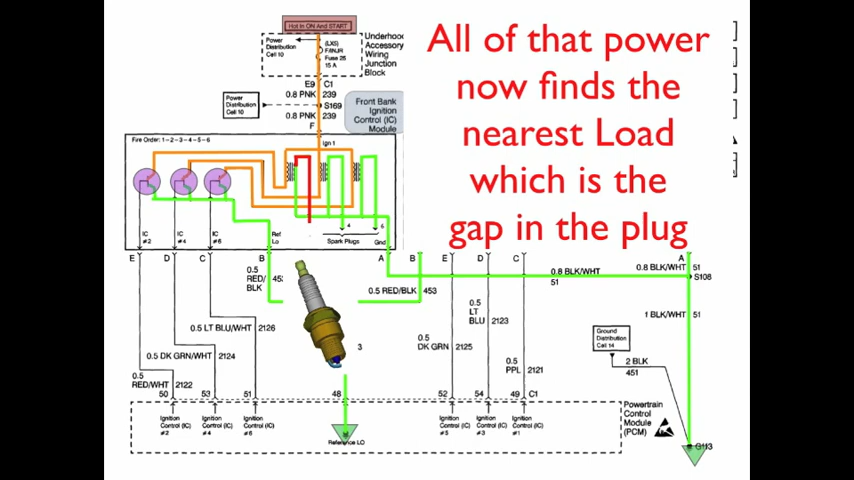 Hot In ON And START
Power
Distribution
Cell 10
(LX5)
Fuse 26
15 A
Underhood
Accessory
Wiring
Junction
Block
E9
C1
0.8 PNK
239
Power
Distribution
Cell 10
S169
0.8 PNK
239
F
Front Bank
Ignition
Control (IC)
Module
All of that power
now finds the
nearest Load
which is the
gap in the plug
Fire Order: 1-2-3-4-5-6
Ign 1
IC
#2
IC
#4
IC
#6
Ref
Lo
4
6
Spark Plugs
Gnd
E
D
C
B
A
B
E
D
C
A
0.5
RED/
BLK
0.5 RED/BLK
453
0.8 BLK/WHT
51
0.8 BLK/WHT
51
S108
0.5 LT BLU/WHT
2126
0.5 DK GRN/WHT
2124
0.5
RED/WHT
2122
3
0.5
DK GRN
2125
0.5
LT
BLU
2123
0.5
PPL
2121
1 BLK/WHT
51
Ground
Distribution
Cell 14
2 BLK
451
50
53
51
48
52
54
49
C1
Ignition
Control (IC)
#2
Ignition
Control (IC)
#4
Ignition
Control (IC)
#6
Reference LO
Ignition
Control (IC)
#5
Ignition
Control (IC)
#3
Ignition
Control (IC)
#1
Powertrain
Control
Module
(PCM)
G113